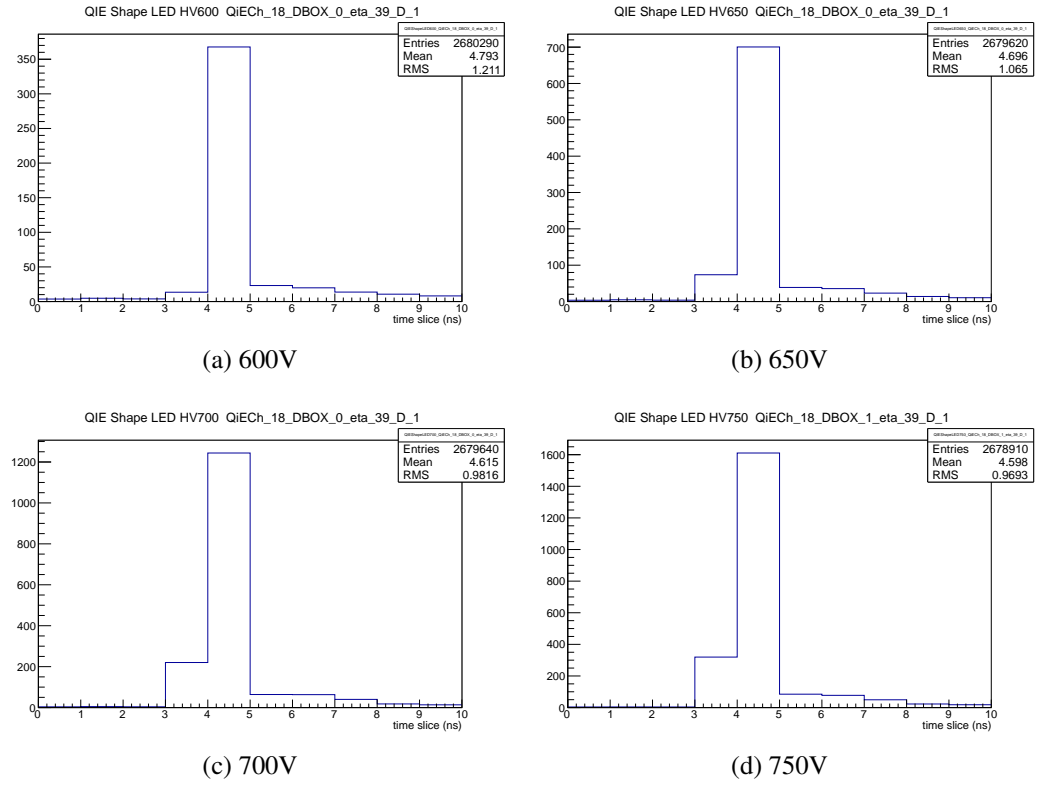 QIE Shape LED HV600 QiECh_18_DBOX_0_eta_39_D_1
QIEShapeLED600_QiECh_18_DBOX_0_eta_39_D_1
Entries 2680290
Mean 4.793
RMS 1.211
350
300
250
200
150
100
50
0
0 1 2 3 4 5 6 7 8 9 10
time slice (ns)
(a) 600V
QIE Shape LED HV650 QiECh_18_DBOX_0_eta_39_D_1
QIEShapeLED650_QiECh_18_DBOX_0_eta_39_D_1
Entries 2679620
Mean 4.696
RMS 1.065
700
600
500
400
300
200
100
0
0 1 2 3 4 5 6 7 8 9 10
time slice (ns)
(b) 650V
QIE Shape LED HV700 QiECh_18_DBOX_0_eta_39_D_1
QIEShapeLED700_QiECh_18_DBOX_0_eta_39_D_1
Entries 2679640
Mean 4.615
RMS 0.9816
1200
1000
800
600
400
200
0
0 1 2 3 4 5 6 7 8 9 10
time slice (ns)
(c) 700V
QIE Shape LED HV750 QiECh_18_DBOX_1_eta_39_D_1
QIEShapeLED750_QiECh_18_DBOX_1_eta_39_D_1
Entries 2678910
Mean 4.598
RMS 0.9693
1600
1400
1200
1000
800
600
400
200
0
0 1 2 3 4 5 6 7 8 9 10
time slice (ns)
(d) 750V